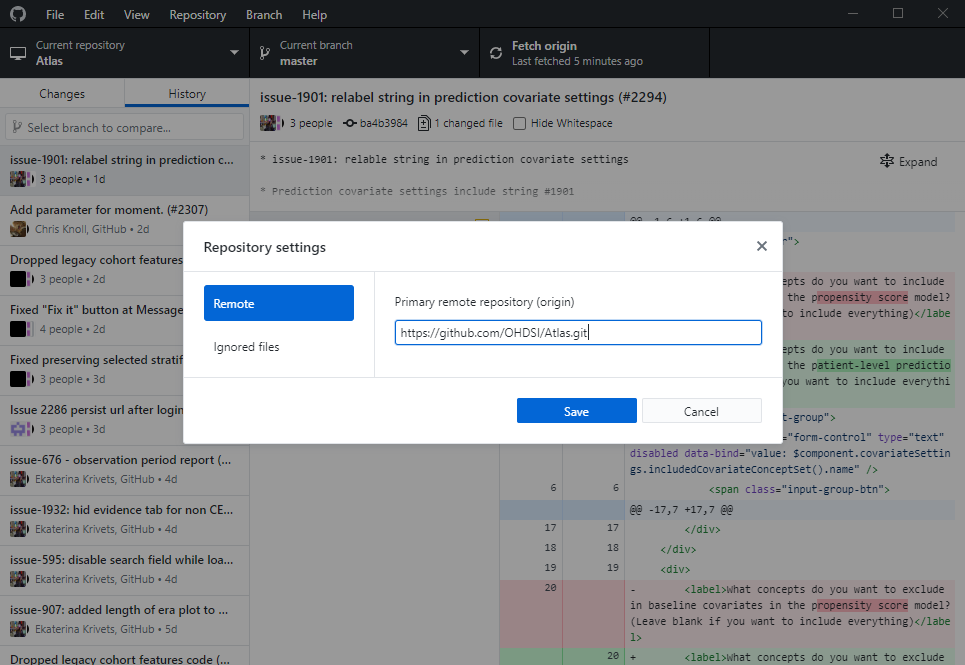 File Edit View Repository Branch Help
Current repository
Atlas
Current branch
master
Fetch origin
Last fetched 5 minutes ago
Changes
History
Select branch to compare...
issue-1901: relabel string in prediction c...
3 people • 1d
Add parameter for moment. (#2307)
Chris Knoll, GitHub • 2d
Dropped legacy cohort features
3 people • 2d
Fixed "Fix it" button at Message
4 people • 2d
Fixed preserving selected stratif
3 people • 3d
Issue 2286 persist url after login
3 people • 3d
issue-676 - observation period report (...
Ekaterina Krivets, GitHub • 4d
issue-1932: hid evidence tab for non CE...
Ekaterina Krivets, GitHub • 4d
issue-595: disable search field while loa...
Ekaterina Krivets, GitHub • 4d
issue-907: added length of era plot to ...
Ekaterina Krivets, GitHub • 5d
Dropped legacy cohort features code (...
issue-1901: relabel string in prediction covariate settings (#2294)
3 people ba4b3984 1 changed file Hide Whitespace
* issue-1901: relable string in prediction covariate settings
Expand
* Prediction covariate settings include string #1901
Repository settings
Remote
Ignored files
Primary remote repository (origin)
https://github.com/OHDSI/Atlas.git
Save
Cancel
@@ -1,6 +1,6 @@
r">
epts do you want to include
the propensity score model?
to include everything)</labe
epts do you want to include
the patient-level predictio
you want to include everythi
t-group">
"form-control" type="text"
disabled data-bind="value: $component.covariateSettin
gs.includedCovariateConceptSet().name" />
6 6 <span class="input-group-btn">
@@ -17,7 +17,7 @@
17 17 </div>
18 18 </div>
19 19 <div>
20 - <label>What concepts do you want to exclude
in baseline covariates in the propensity score model?
(Leave blank if you want to include everything)</labe
l>
20 + <label>What concepts do you want to exclude